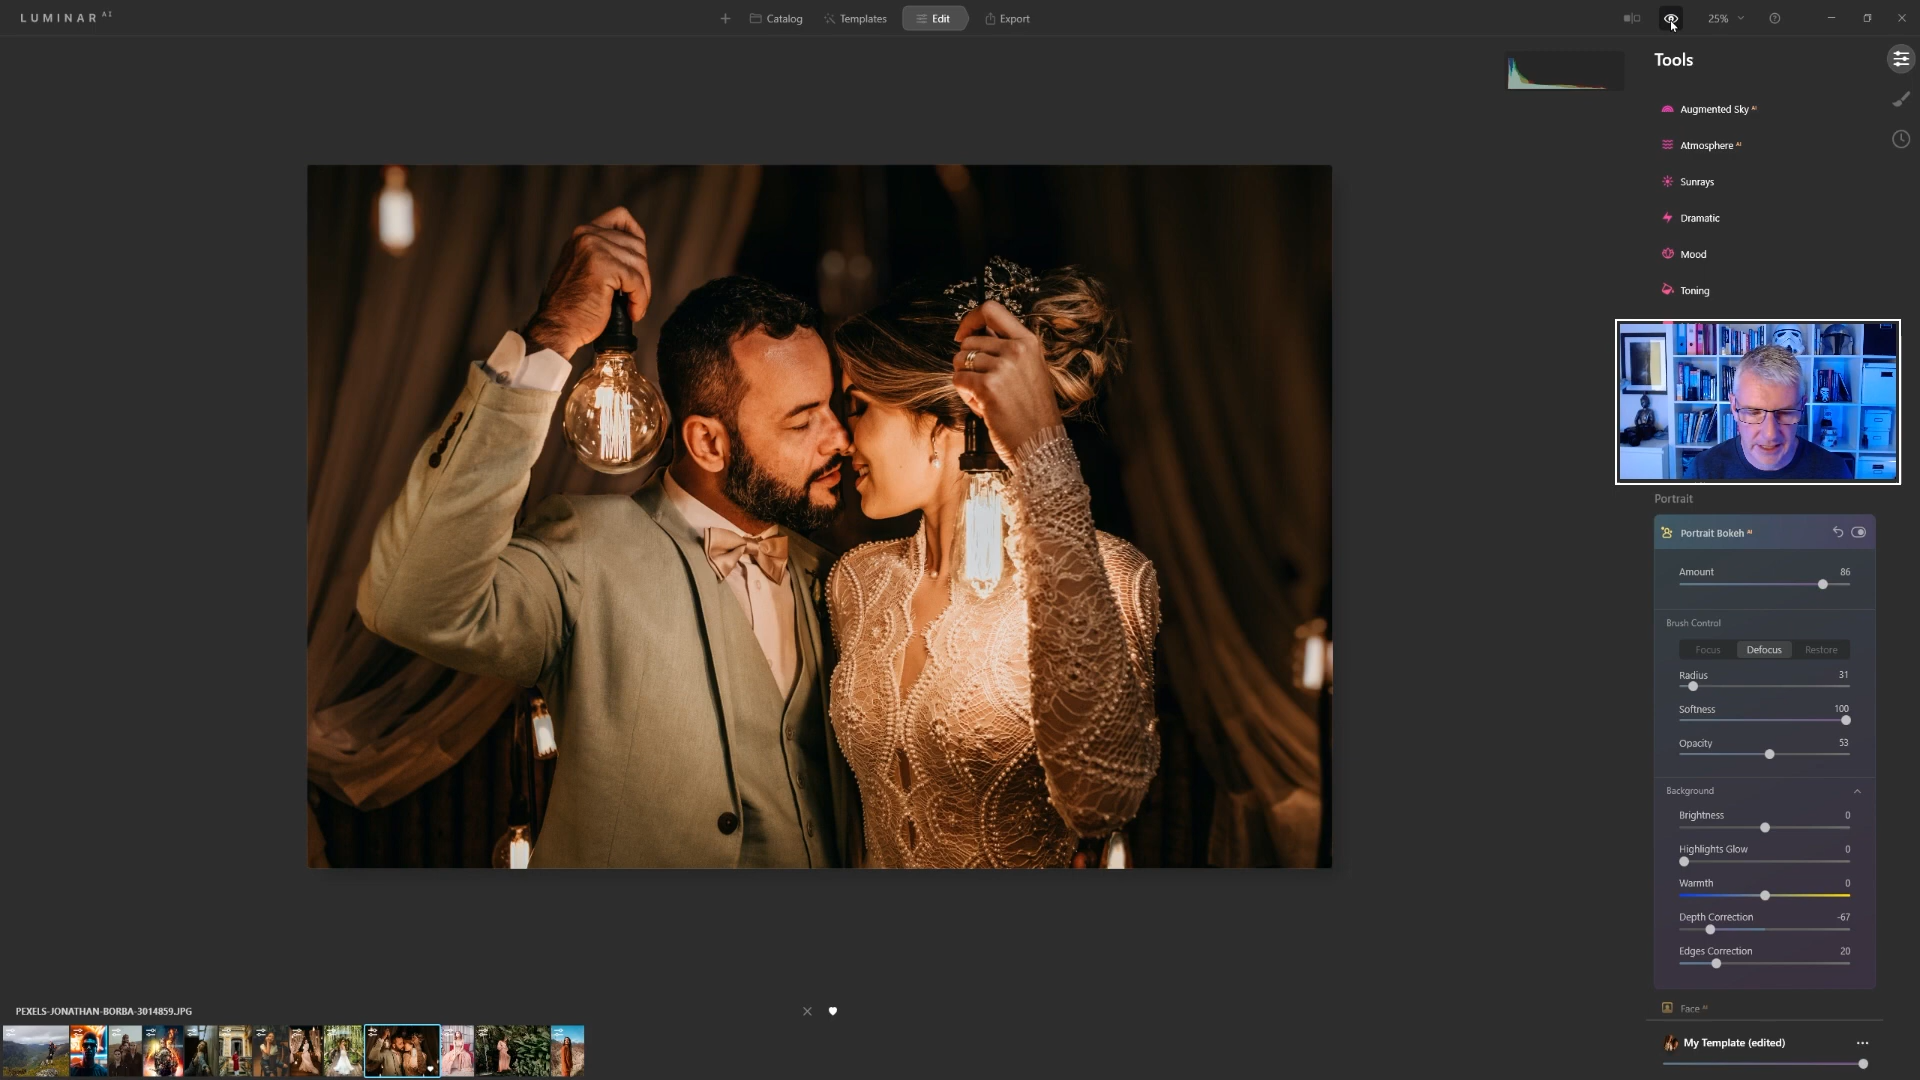 LUMINAR AI
Catalog
Templates
Edit
Export
25%
Tools
Augmented Sky AI
Atmosphere AI
Sunrays
Dramatic
Mood
Toning
Portrait
Portrait Bokeh AI
Amount 86
Brush Control
Focus Defocus Restore
Radius 31
Softness 100
Opacity 53
Background
Brightness 0
Highlights Glow 0
Warmth 0
Depth Correction -67
Edges Correction 20
Face AI
PEXELS-JONATHAN-BORBA-3014859.JPG
My Template (edited)